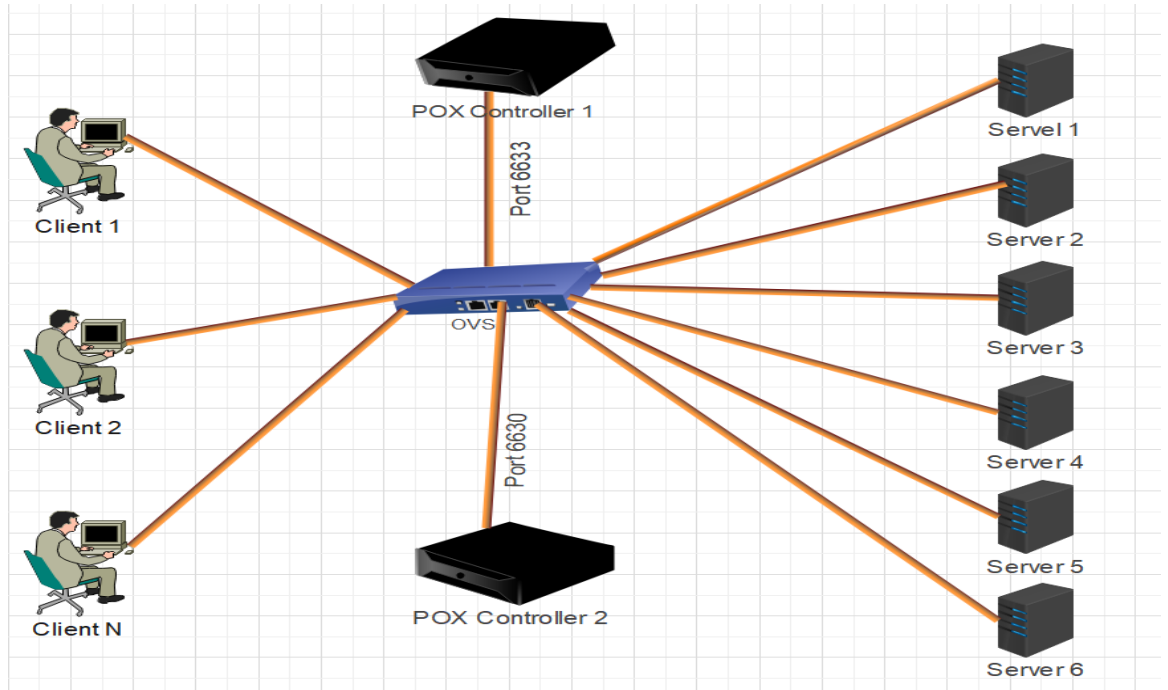 POX Controller 1
Port 6633
Servel 1
Client 1
Server 2
OVS
Server 3
Client 2
Port 6630
Server 4
Server 5
POX Controller 2
Client N
Server 6